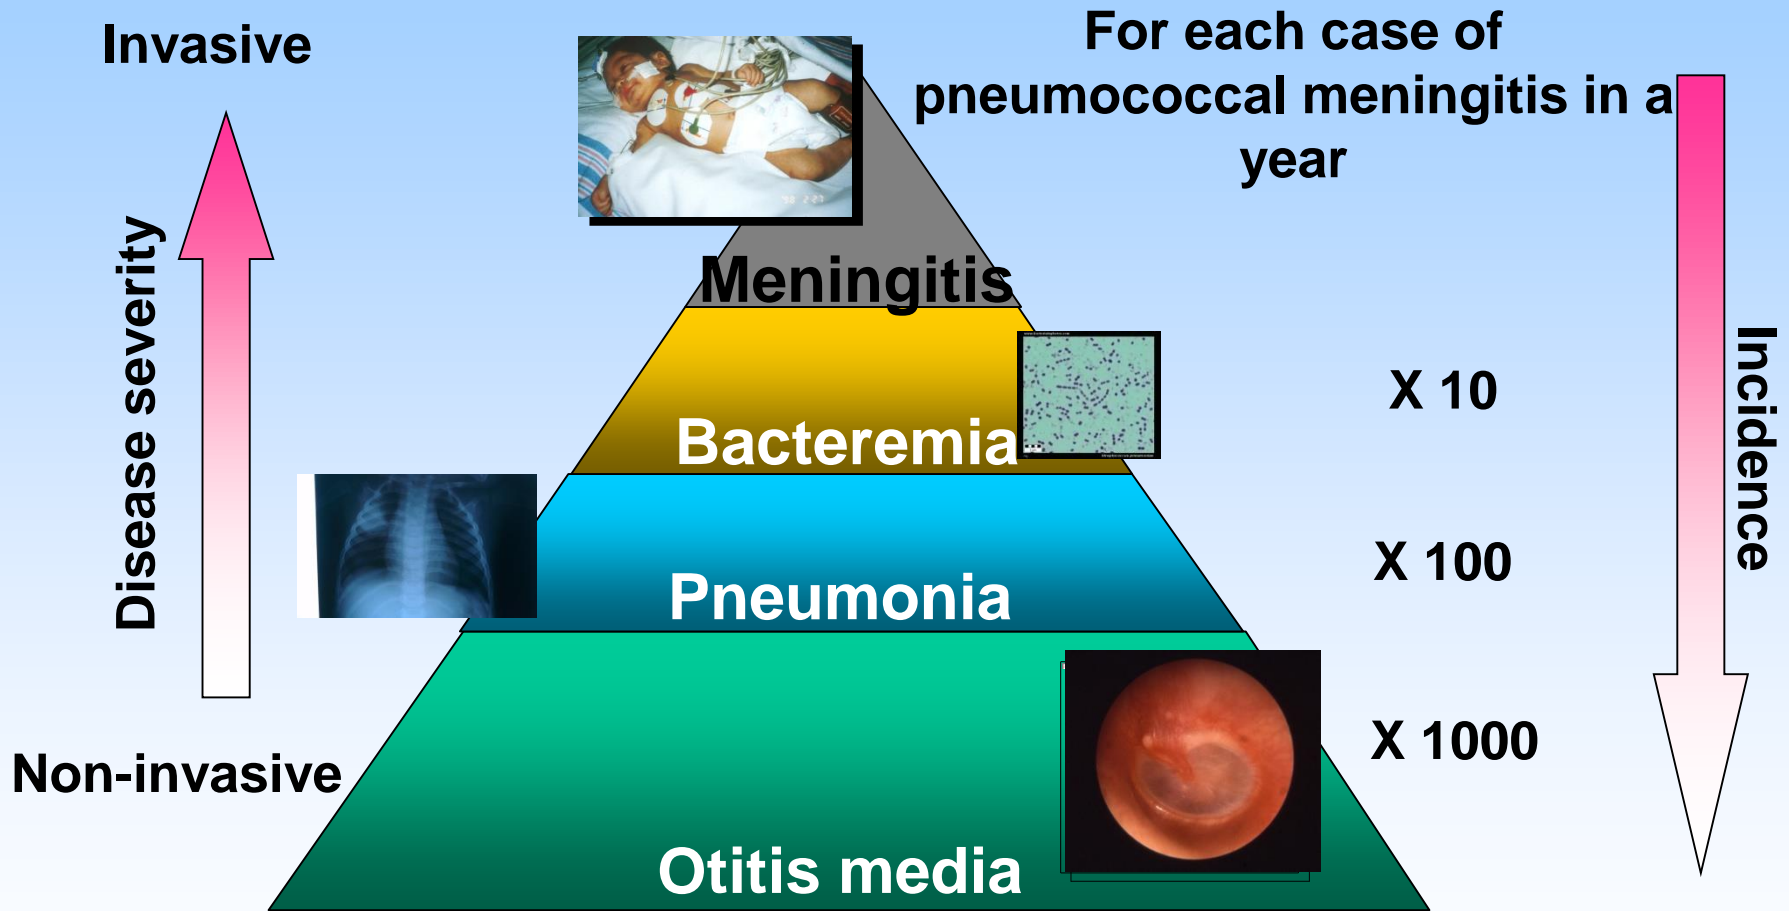 Invasive
For each case of
pneumococcal meningitis in a
year
Disease severity
Meningitis
Incidence
X 10
Bacteremia
X 100
Pneumonia
X 1000
Non-invasive
Otitis media